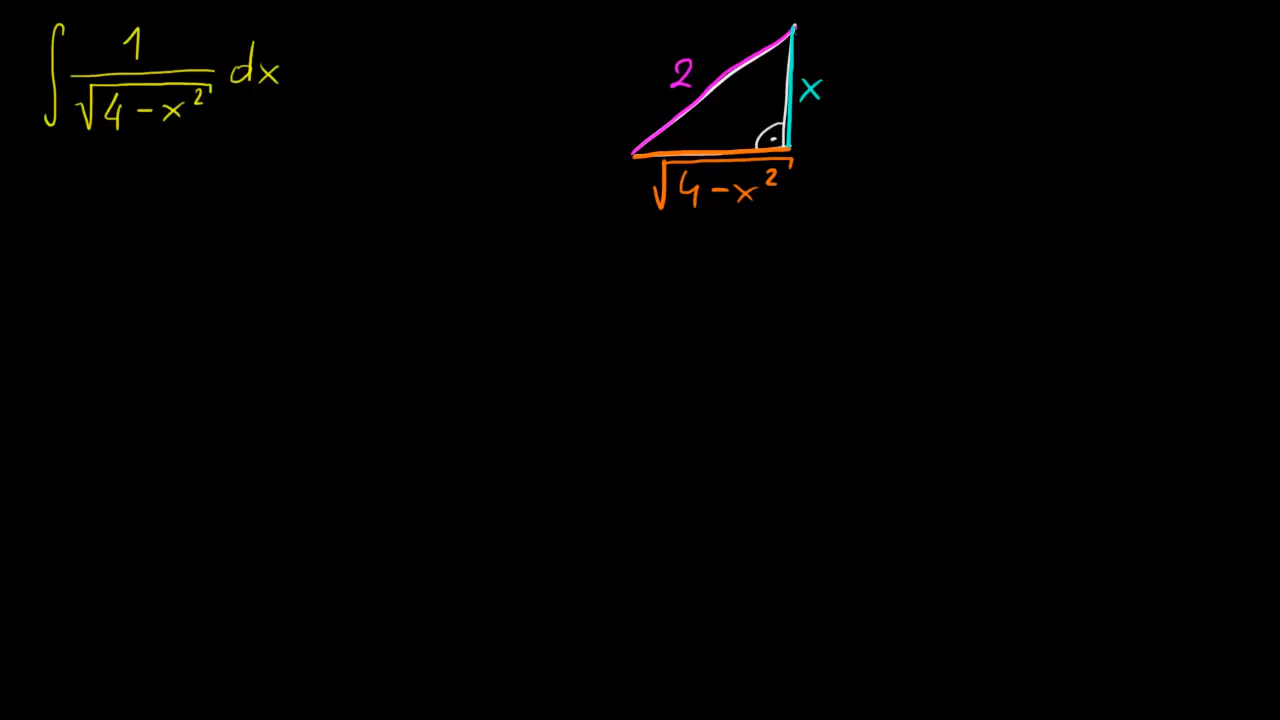 ∫ 1/√(4 − x²) dx
2
x
√(4 − x²)